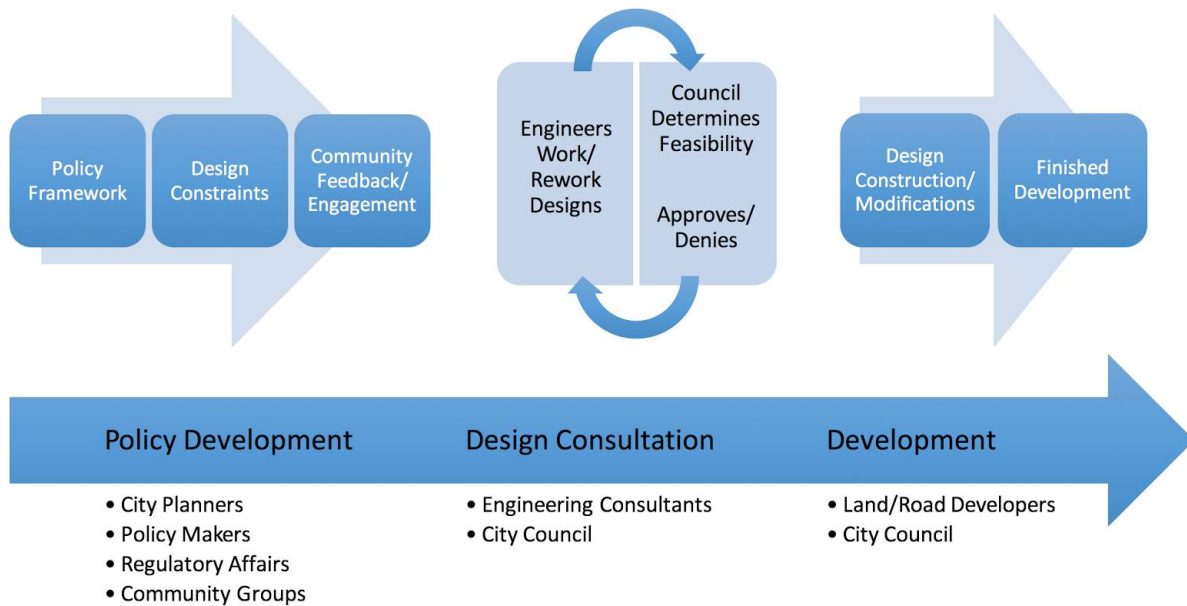 Policy
Framework
Design
Constraints
Community
Feedback/
Engagement
Engineers
Work/
Rework
Designs
Council
Determines
Feasibility
Approves/
Denies
Design
Construction/
Modifications
Finished
Development
Policy Development
• City Planners
• Policy Makers
• Regulatory Affairs
• Community Groups
Design Consultation
• Engineering Consultants
• City Council
Development
• Land/Road Developers
• City Council